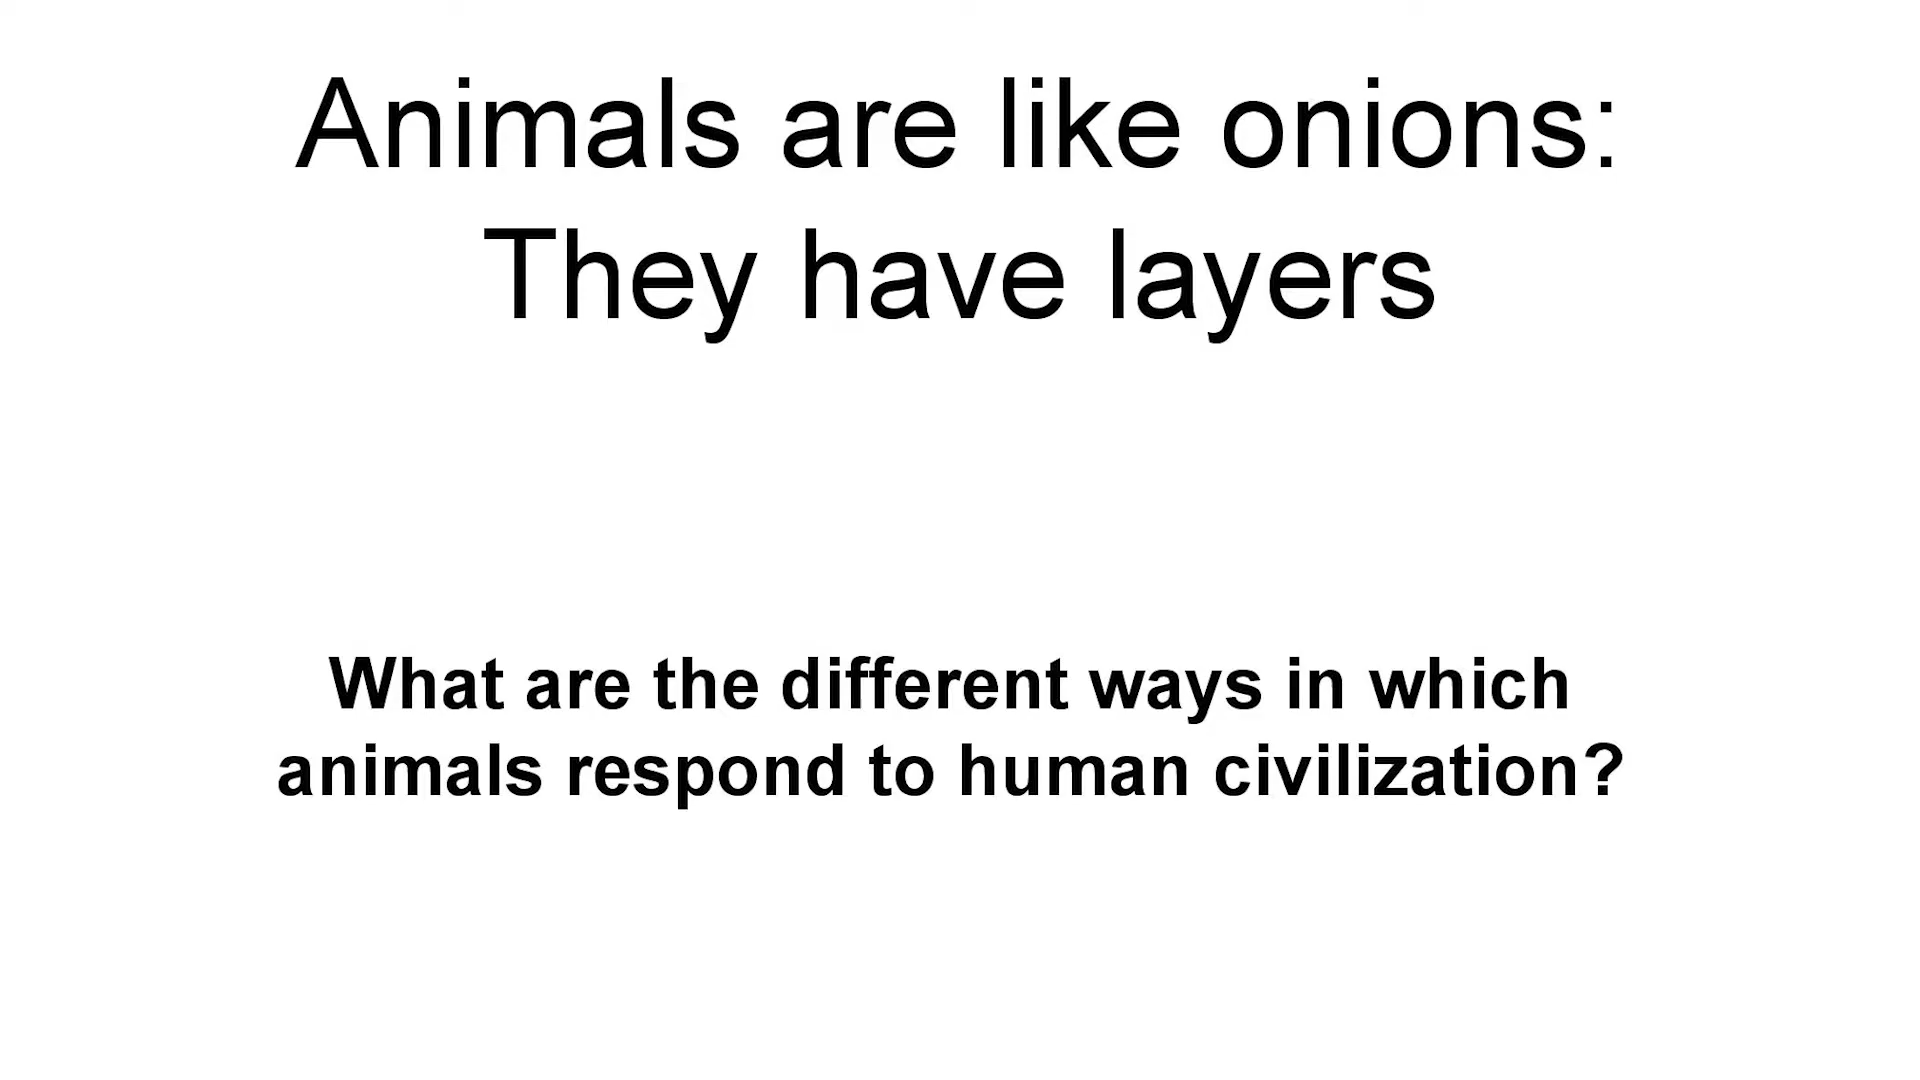 Animals are like onions:
They have layers
What are the different ways in which
animals respond to human civilization?